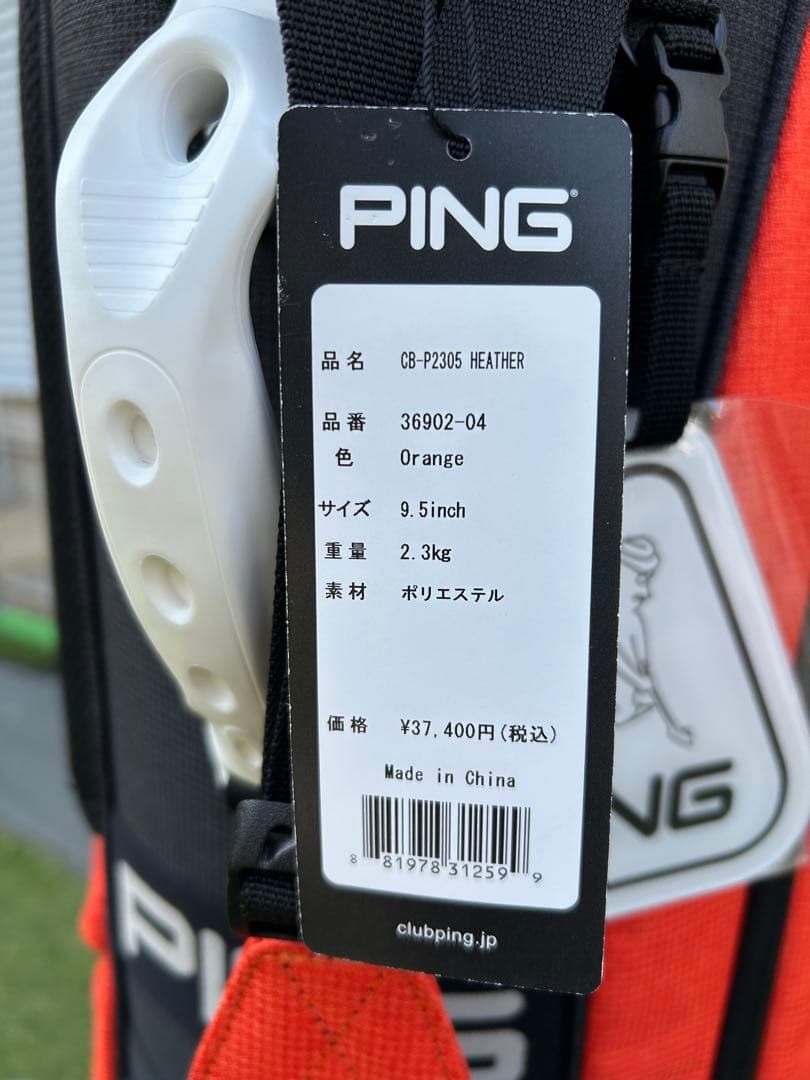 PING
品名 CB-P2305 HEATHER
品番 36902-04
色 Orange
サイズ 9.5inch
重量 2.3kg
素材 ポリエステル
価格 ¥37,400円(税込)
Made in China
8 81978 31259 9
clubping.jp
NG
PI
G